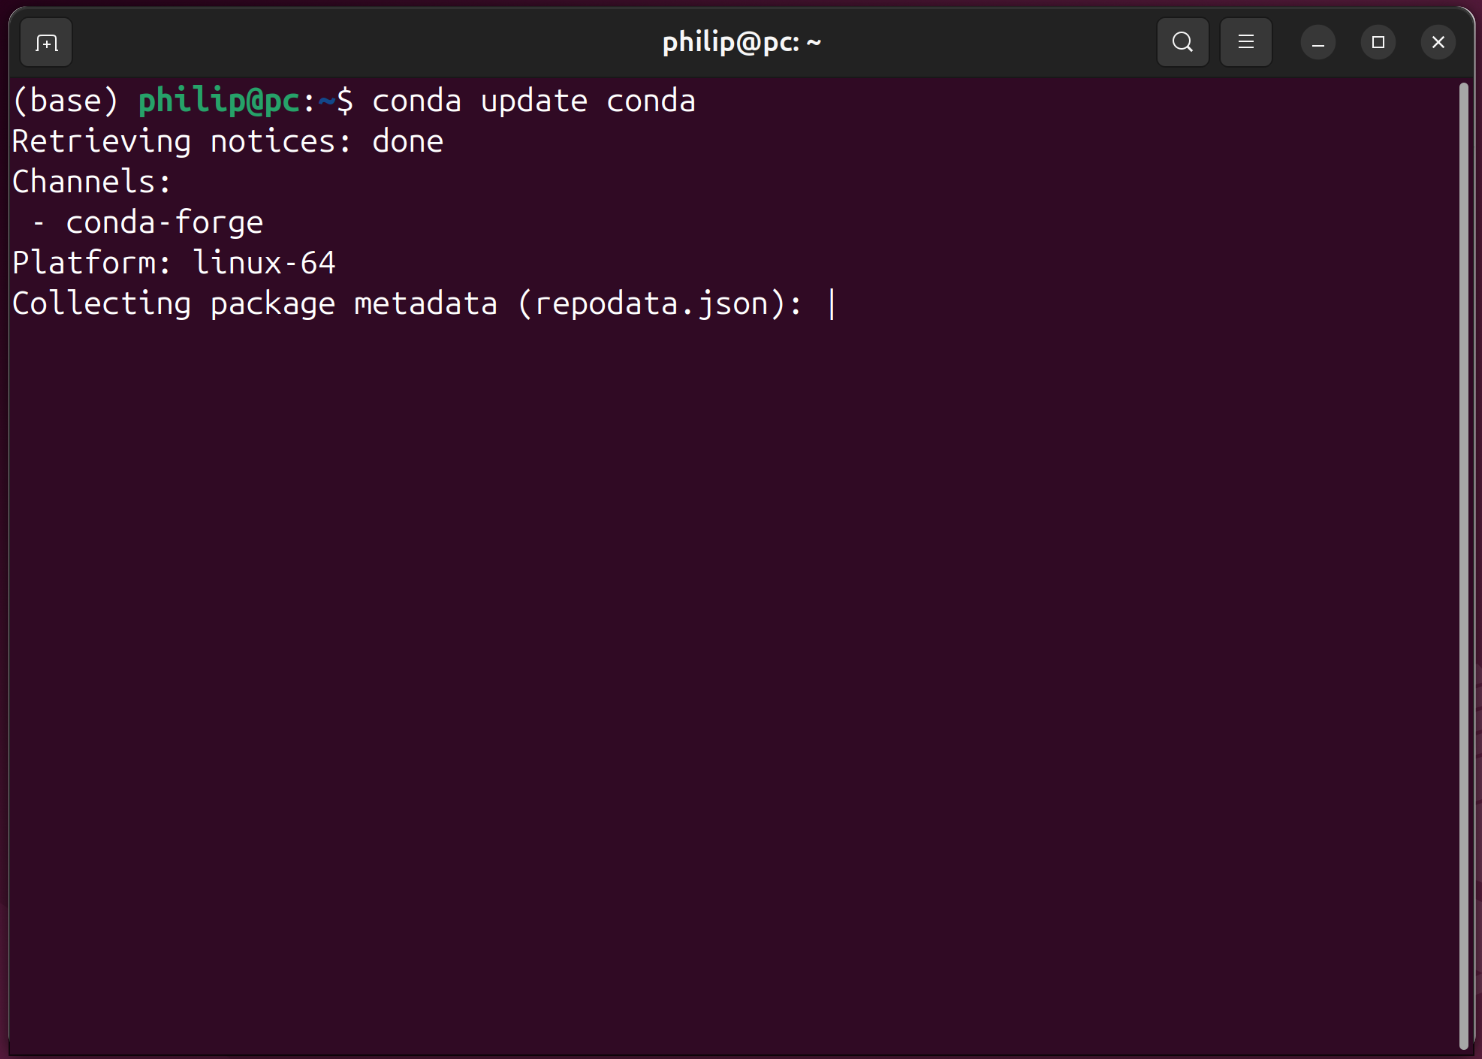 philip@pc: ~
(base) philip@pc:~$ conda update conda
Retrieving notices: done
Channels:
 - conda-forge
Platform: linux-64
Collecting package metadata (repodata.json): |